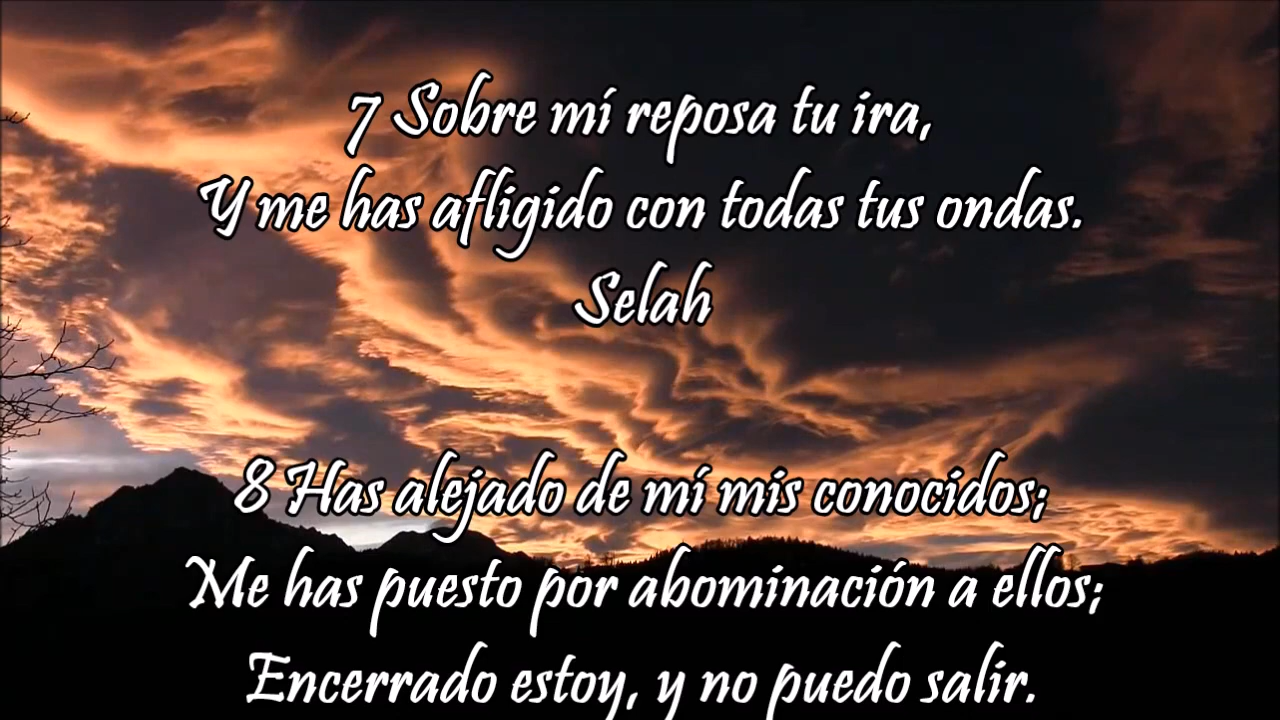 7 Sobre mí reposa tu ira,
Y me has afligido con todas tus ondas.
Selah
8 Has alejado de mí mis conocidos;
Me has puesto por abominación a ellos;
Encerrado estoy, y no puedo salir.